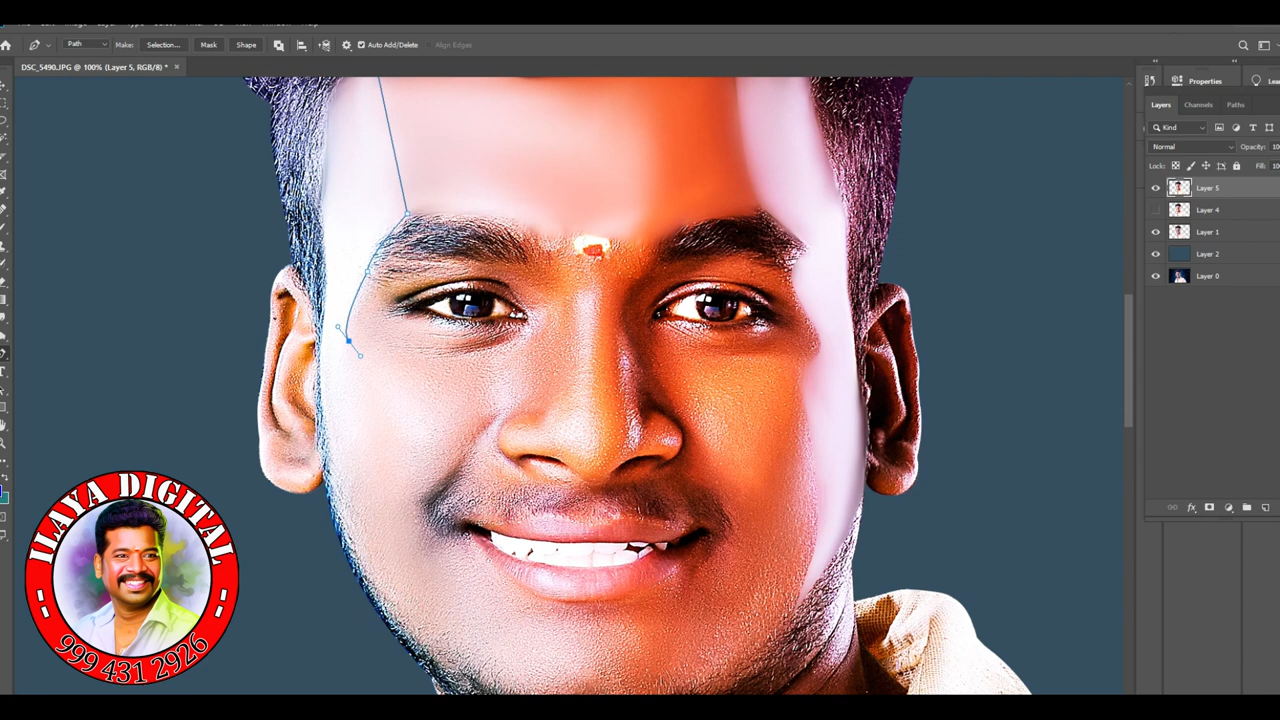 Path
Make:
Selection...
Mask
Shape
Auto Add/Delete
Align Edges
DSC_5490.JPG @ 100% (Layer 5, RGB/8) *
Properties
Layers
Channels
Paths
Kind
Normal
Opacity:
Lock:
Fill:
Layer 5
Layer 4
Layer 1
Layer 2
Layer 0
ILAYA DIGITAL
999 431 2926